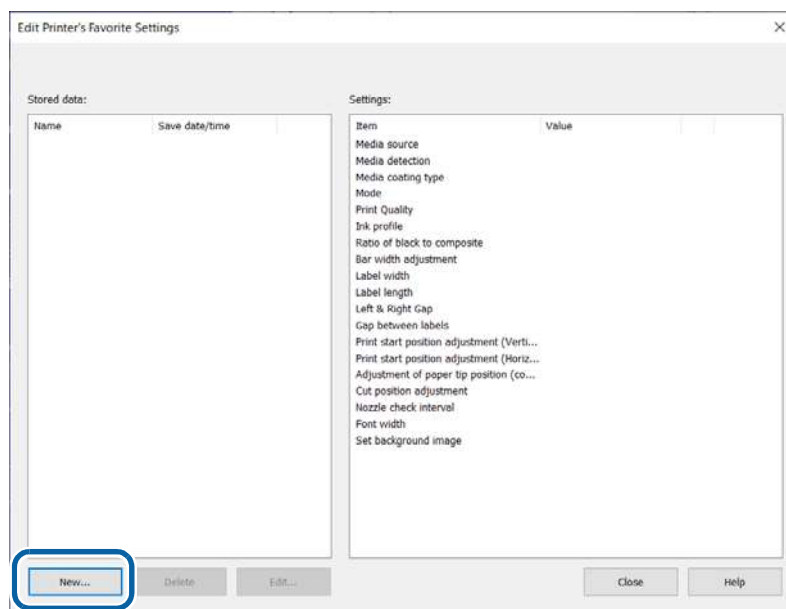 Edit Printer's Favorite Settings
Stored data:
Settings:
Name Save date/time
Item Value
Media source
Media detection
Media coating type
Mode
Print Quality
Ink profile
Ratio of black to composite
Bar width adjustment
Label width
Label length
Left & Right Gap
Gap between labels
Print start position adjustment (Verti...
Print start position adjustment (Horiz...
Adjustment of paper tip position (co...
Cut position adjustment
Nozzle check interval
Font width
Set background image
New... Delete Edit... Close Help